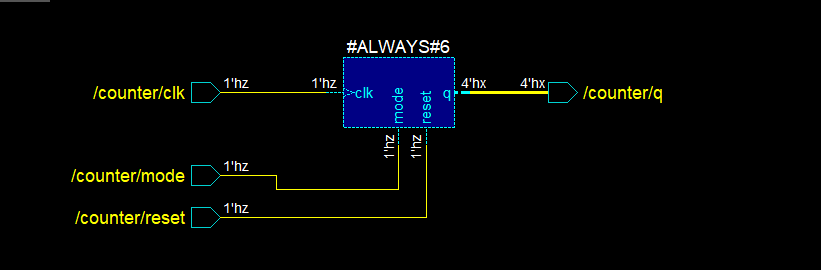 #ALWAYS#6
/counter/clk
1'hz
1'hz
clk
mode
reset
q
4'hx
4'hx
/counter/q
1'hz
1'hz
/counter/mode
1'hz
/counter/reset
1'hz